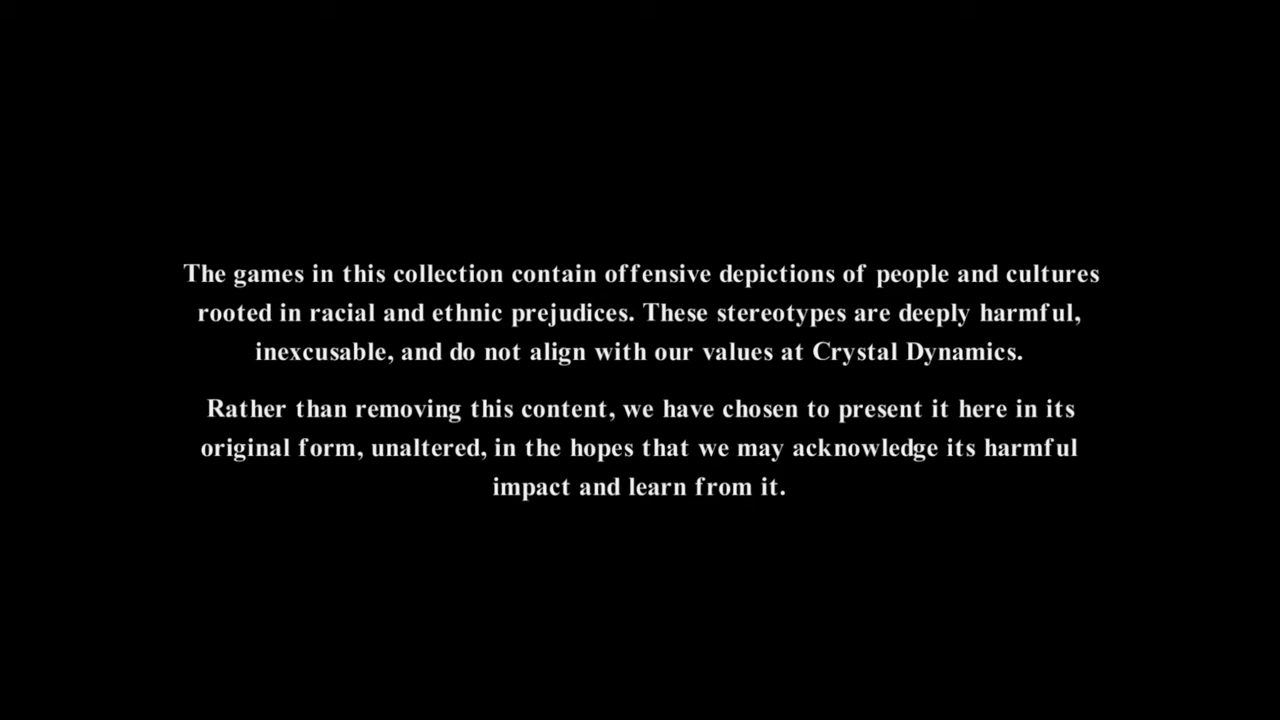 The games in this collection contain offensive depictions of people and cultures
rooted in racial and ethnic prejudices. These stereotypes are deeply harmful,
inexcusable, and do not align with our values at Crystal Dynamics.
Rather than removing this content, we have chosen to present it here in its
original form, unaltered, in the hopes that we may acknowledge its harmful
impact and learn from it.